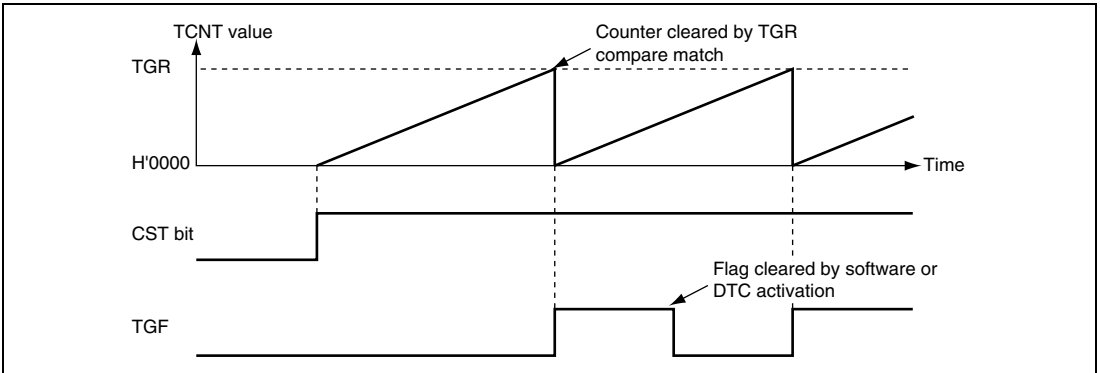 TCNT value
Counter cleared by TGR
compare match
TGR
H'0000
Time
CST bit
Flag cleared by software or
DTC activation
TGF